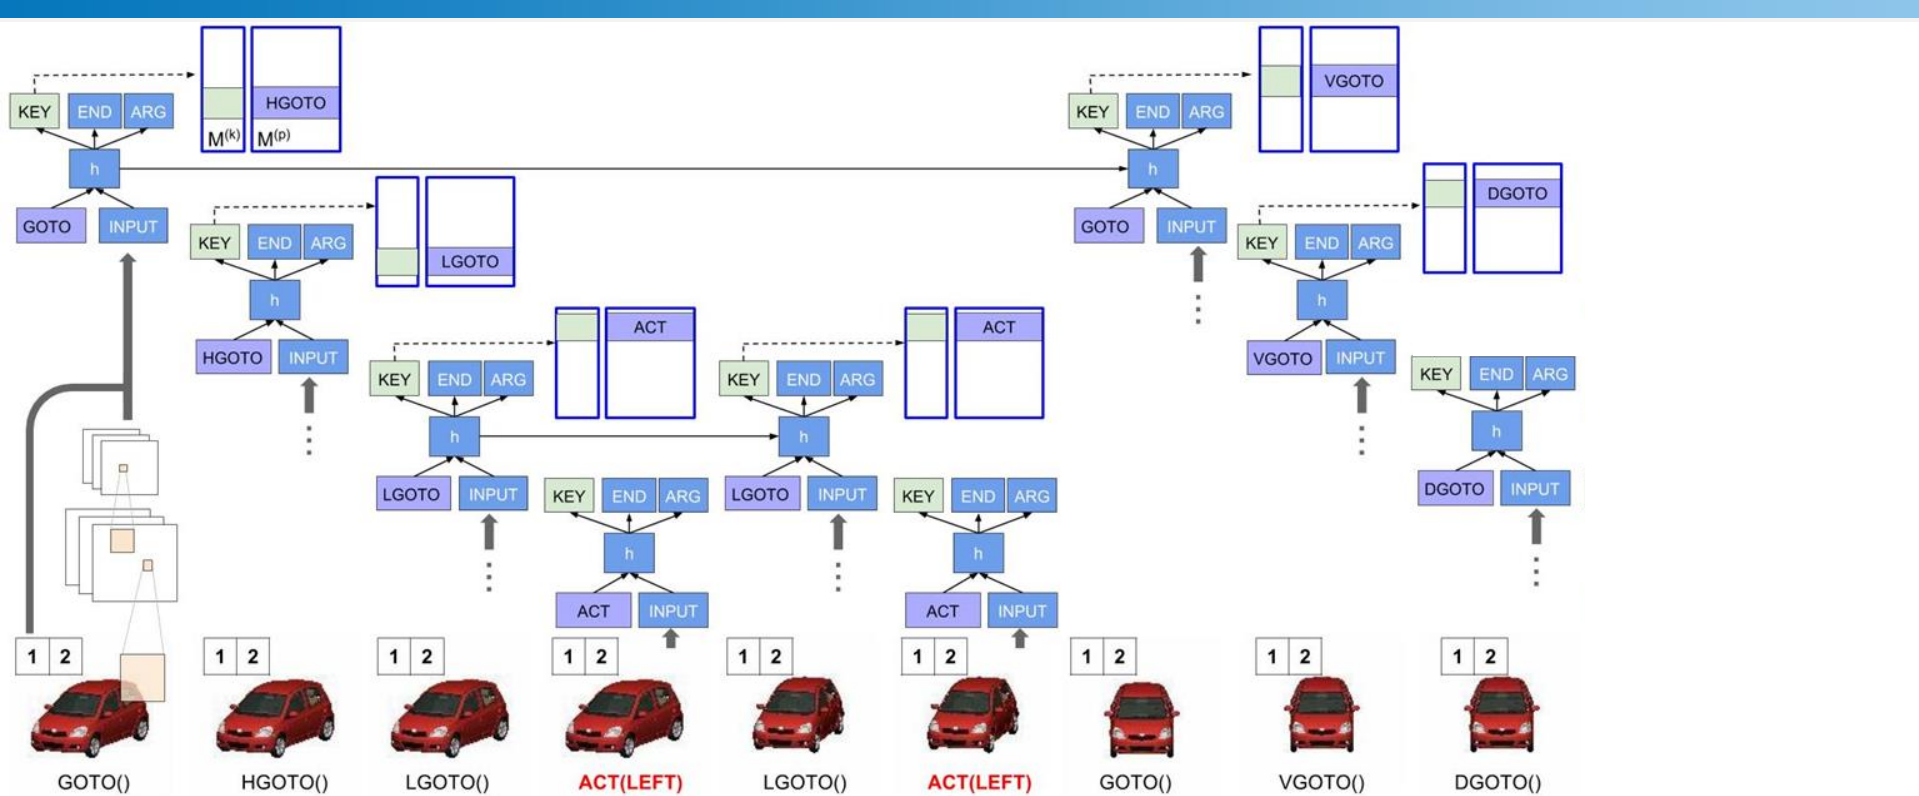 HGOTO
M(k) M(p)
KEY END ARG
h
GOTO INPUT
VGOTO
KEY END ARG
h
GOTO INPUT
LGOTO
KEY END ARG
h
HGOTO INPUT
DGOTO
KEY END ARG
h
VGOTO INPUT
ACT
KEY END ARG
h
LGOTO INPUT
ACT
KEY END ARG
h
LGOTO INPUT
KEY END ARG
h
DGOTO INPUT
KEY END ARG
h
ACT INPUT
KEY END ARG
h
ACT INPUT
1 2
1 2
1 2
1 2
1 2
1 2
1 2
1 2
1 2
GOTO() HGOTO() LGOTO() ACT(LEFT) LGOTO() ACT(LEFT) GOTO() VGOTO() DGOTO()